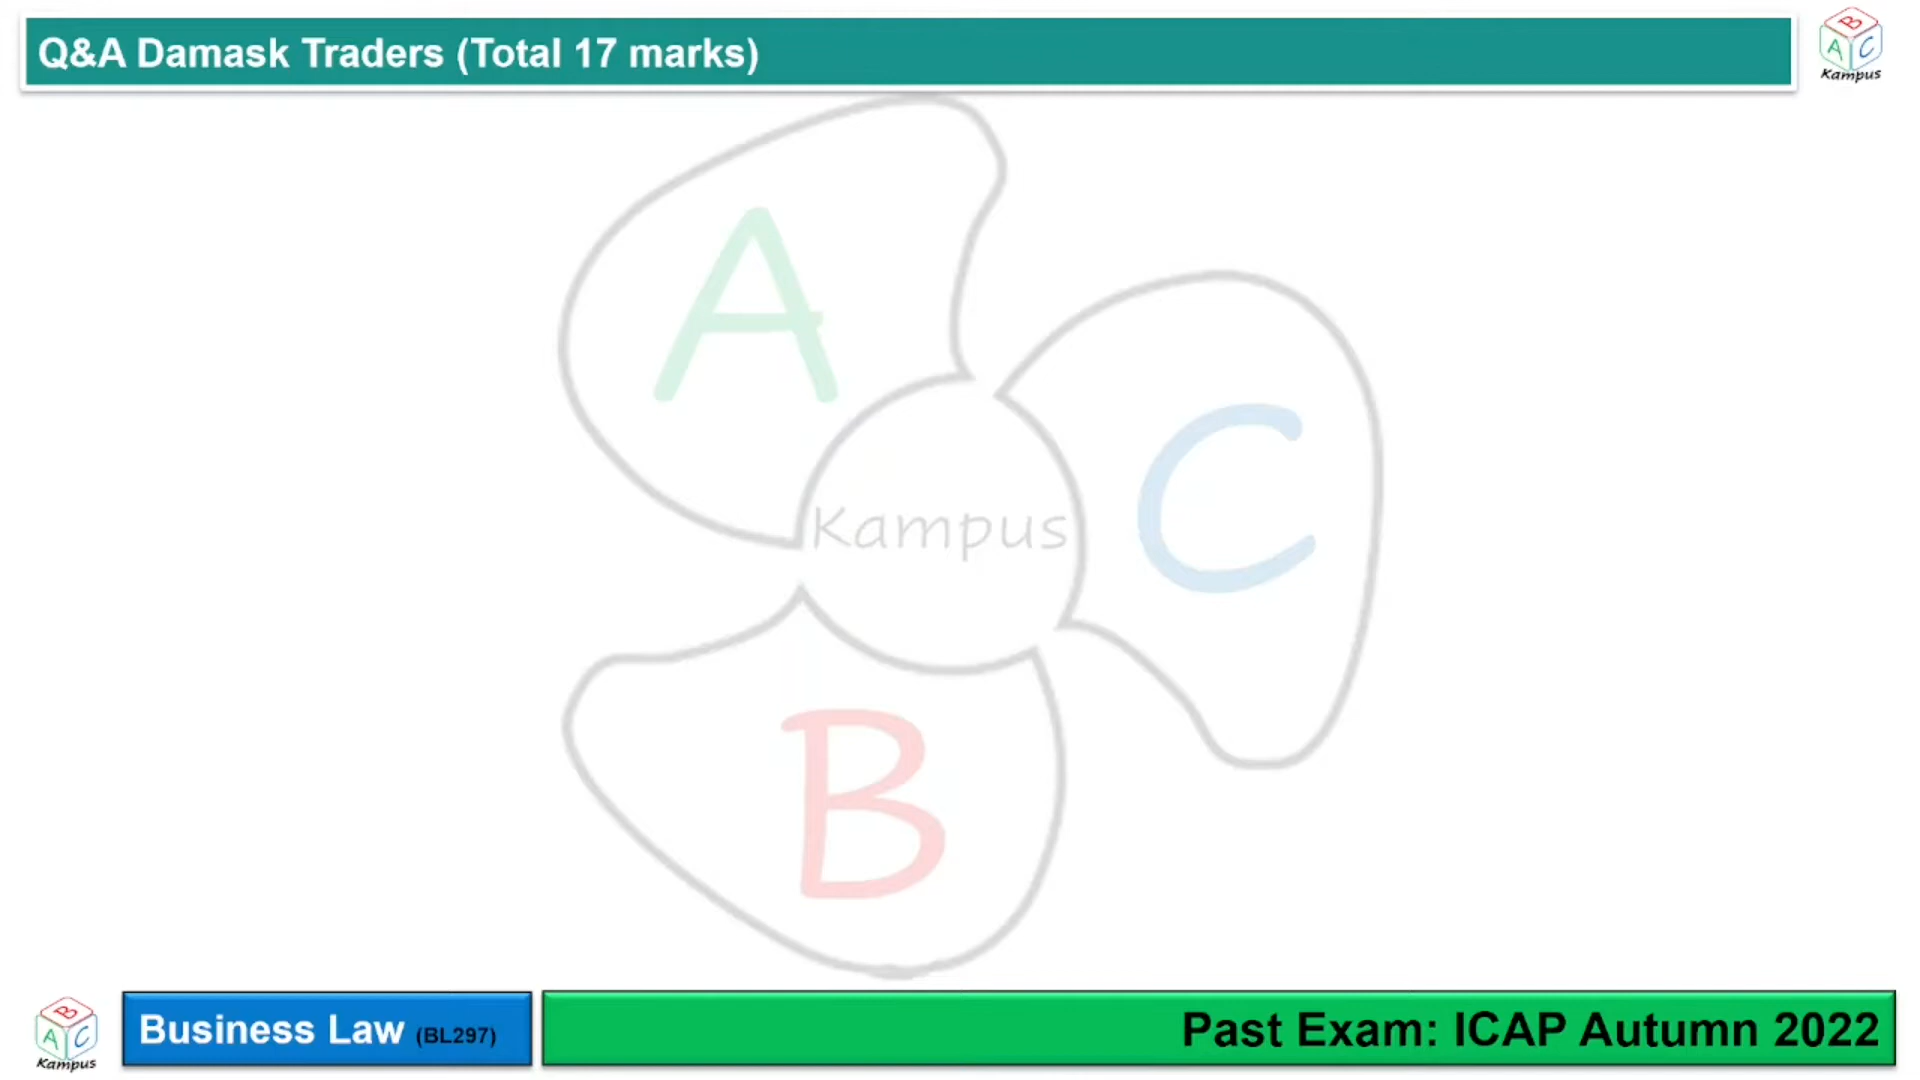 Q&A Damask Traders (Total 17 marks)
B
A C
Kampus
A
C
Kampus
B
B
A C
Kampus
Business Law (BL297)
Past Exam: ICAP Autumn 2022